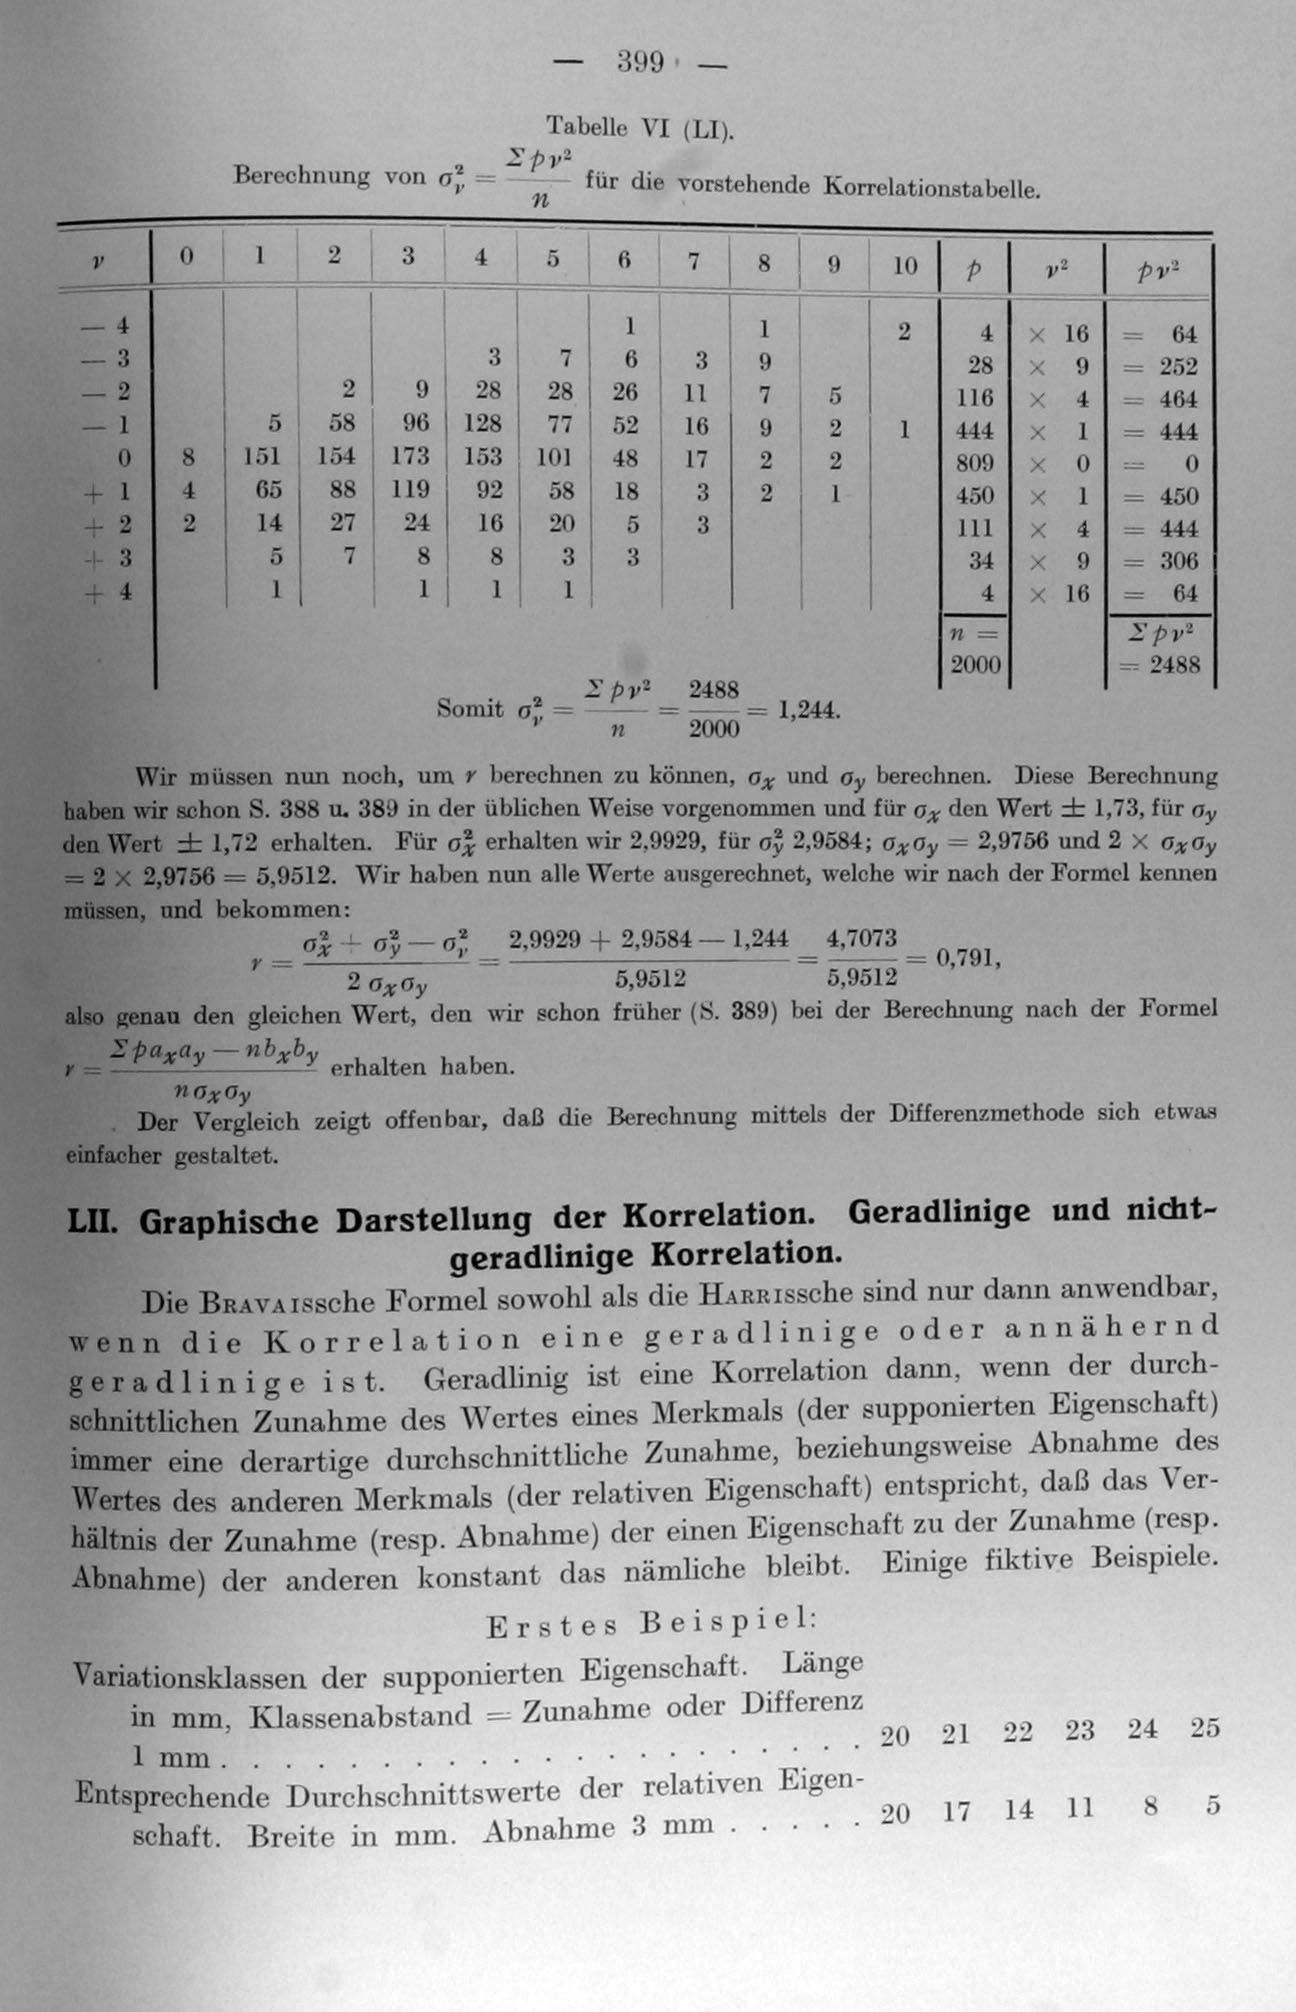 — 399 —
Tabelle VI (LI).
Berechnung von σ²ᵥ = Σpν² / n für die vorstehende Korrelationstabelle.
ν 0 1 2 3 4 5 6 7 8 9 10 p ν² pν²
— 4 1 1 2 4 × 16 = 64
— 3 3 7 6 3 9 28 × 9 = 252
— 2 2 9 28 28 26 11 7 5 116 × 4 = 464
— 1 5 58 96 128 77 52 16 9 2 1 444 × 1 = 444
0 8 151 154 173 153 101 48 17 2 2 809 × 0 = 0
+ 1 4 65 88 119 92 58 18 3 2 1 450 × 1 = 450
+ 2 2 14 27 24 16 20 5 3 111 × 4 = 444
+ 3 5 7 8 8 3 3 34 × 9 = 306
+ 4 1 1 1 1 4 × 16 = 64
n = Σpν²
2000 = 2488
Somit σ²ᵥ = Σpν² / n = 2488 / 2000 = 1,244.
Wir müssen nun noch, um r berechnen zu können, σₓ und σy berechnen. Diese Berechnung
haben wir schon S. 388 u. 389 in der üblichen Weise vorgenommen und für σₓ den Wert ± 1,73, für σy
den Wert ± 1,72 erhalten. Für σ²ₓ erhalten wir 2,9929, für σ²y 2,9584; σₓσy = 2,9756 und 2 × σₓσy
= 2 × 2,9756 = 5,9512. Wir haben nun alle Werte ausgerechnet, welche wir nach der Formel kennen
müssen, und bekommen:
r = σ²ₓ + σ²y — σ²ᵥ / 2 σₓσy = 2,9929 + 2,9584 — 1,244 / 5,9512 = 4,7073 / 5,9512 = 0,791,
also genau den gleichen Wert, den wir schon früher (S. 389) bei der Berechnung nach der Formel
r = Σpaₓay — nbₓby / nσₓσy erhalten haben.
Der Vergleich zeigt offenbar, daß die Berechnung mittels der Differenzmethode sich etwas
einfacher gestaltet.
LII. Graphische Darstellung der Korrelation. Geradlinige und nicht-
geradlinige Korrelation.
Die BRAVAISsche Formel sowohl als die HARRISsche sind nur dann anwendbar,
wenn die Korrelation eine geradlinige oder annähernd
geradlinige ist. Geradlinig ist eine Korrelation dann, wenn der durch-
schnittlichen Zunahme des Wertes eines Merkmals (der supponierten Eigenschaft)
immer eine derartige durchschnittliche Zunahme, beziehungsweise Abnahme des
Wertes des anderen Merkmals (der relativen Eigenschaft) entspricht, daß das Ver-
hältnis der Zunahme (resp. Abnahme) der einen Eigenschaft zu der Zunahme (resp.
Abnahme) der anderen konstant das nämliche bleibt. Einige fiktive Beispiele.
Erstes Beispiel:
Variationsklassen der supponierten Eigenschaft. Länge
in mm, Klassenabstand = Zunahme oder Differenz
1 mm . . . . . . . . . . . . . . . . . . . . 20 21 22 23 24 25
Entsprechende Durchschnittswerte der relativen Eigen-
schaft. Breite in mm. Abnahme 3 mm . . . . . 20 17 14 11 8 5